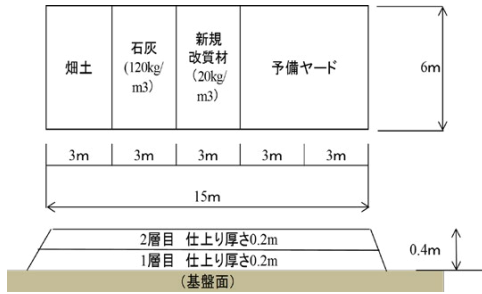 畑土
石灰
(120kg/
m3)
新規
改質材
(20kg/
m3)
予備ヤード
6m
3m
3m
3m
3m
3m
15m
2層目 仕上り厚さ0.2m
1層目 仕上り厚さ0.2m
0.4m
(基盤面)